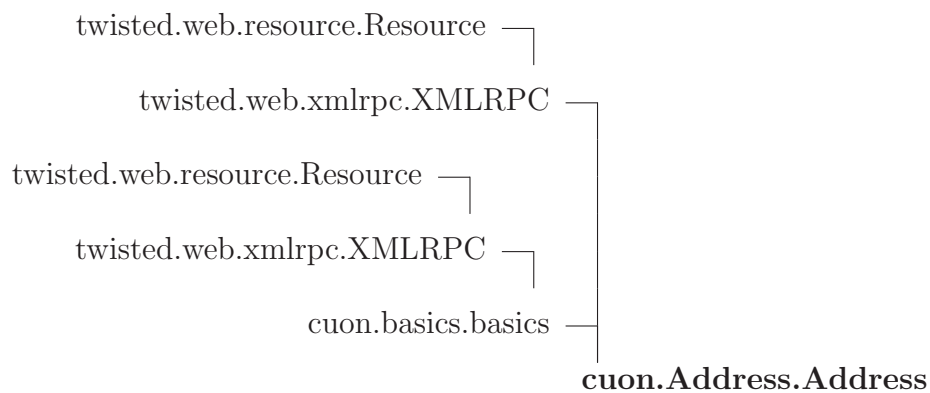 twisted.web.resource.Resource
twisted.web.xmlrpc.XMLRPC
twisted.web.resource.Resource
twisted.web.xmlrpc.XMLRPC
cuon.basics.basics
cuon.Address.Address